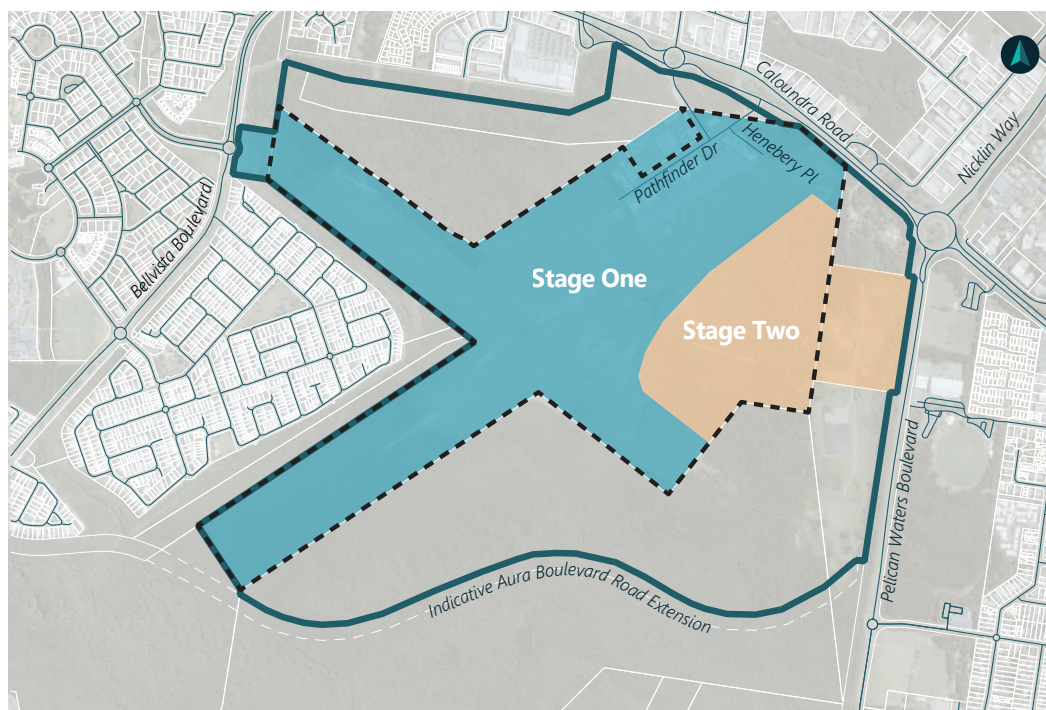 Caloundra Road
Nicklin Way
Henebery Pl
Pathfinder Dr
Bellvista Boulevard
Stage One
Stage Two
Pelican Waters Boulevard
Indicative Aura Boulevard Road Extension